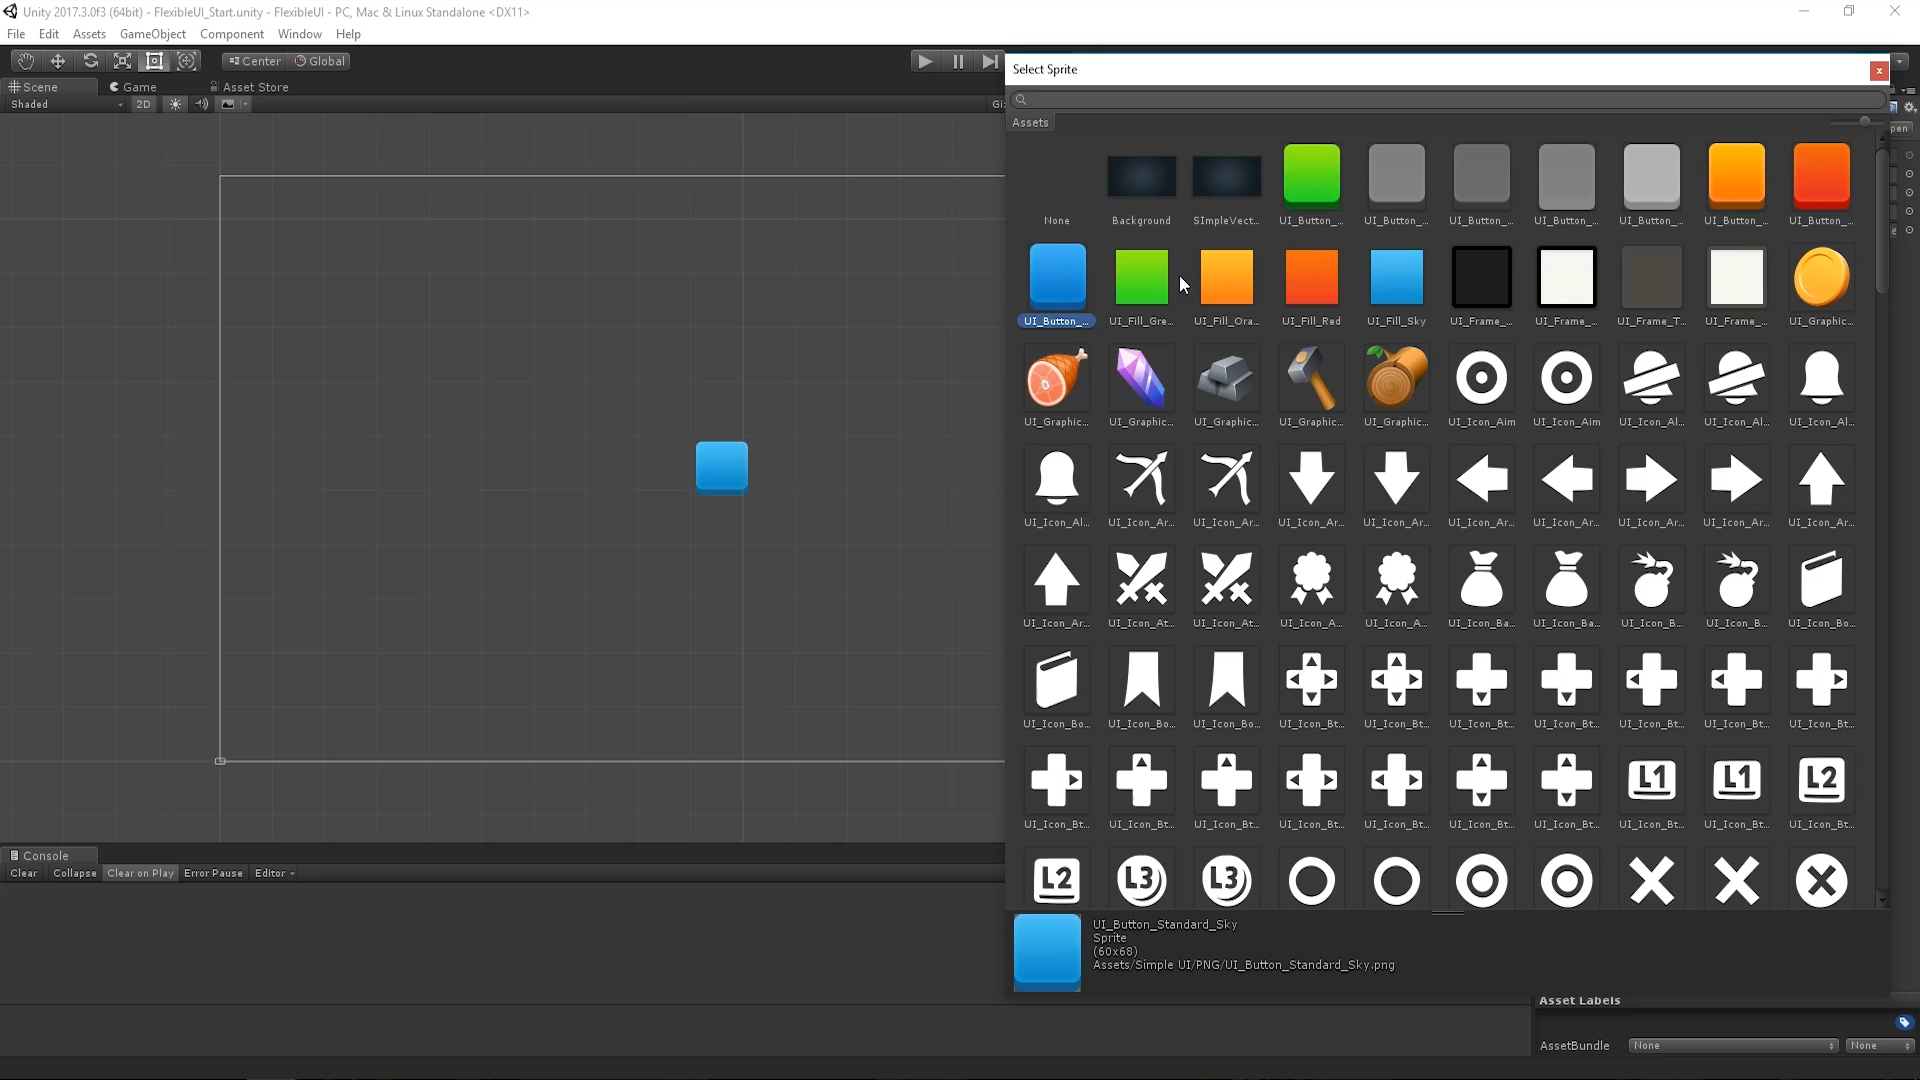 Unity 2017.3.0f3 (64bit) - FlexibleUI_Start.unity - FlexibleUI - PC, Mac & Linux Standalone <DX11>
File Edit Assets GameObject Component Window Help
Center Global
Scene Game Asset Store
Shaded 2D Gi
Select Sprite
Assets
pen
None Background SImpleVect... UI_Button_... UI_Button_... UI_Button_... UI_Button_... UI_Button_... UI_Button_... UI_Button_...
UI_Button_... UI_Fill_Gre... UI_Fill_Ora... UI_Fill_Red UI_Fill_Sky UI_Frame_... UI_Frame_... UI_Frame_T... UI_Frame_... UI_Graphic...
UI_Graphic... UI_Graphic... UI_Graphic... UI_Graphic... UI_Graphic... UI_Icon_Aim UI_Icon_Aim UI_Icon_Al... UI_Icon_Al... UI_Icon_Al...
UI_Icon_Al... UI_Icon_Ar... UI_Icon_Ar... UI_Icon_Ar... UI_Icon_Ar... UI_Icon_Ar... UI_Icon_Ar... UI_Icon_Ar... UI_Icon_Ar... UI_Icon_Ar...
UI_Icon_Ar... UI_Icon_At... UI_Icon_At... UI_Icon_A... UI_Icon_A... UI_Icon_Ba... UI_Icon_Ba... UI_Icon_B... UI_Icon_B... UI_Icon_Bo...
UI_Icon_Bo... UI_Icon_Bo... UI_Icon_Bo... UI_Icon_Bt... UI_Icon_Bt... UI_Icon_Bt... UI_Icon_Bt... UI_Icon_Bt... UI_Icon_Bt... UI_Icon_Bt...
L1 L1 L2
UI_Icon_Bt... UI_Icon_Bt... UI_Icon_Bt... UI_Icon_Bt... UI_Icon_Bt... UI_Icon_Bt... UI_Icon_Bt... UI_Icon_Bt... UI_Icon_Bt... UI_Icon_Bt...
L2 L3 L3
Console
Clear Collapse Clear on Play Error Pause Editor
UI_Button_Standard_Sky
Sprite
(60x68)
Assets/Simple UI/PNG/UI_Button_Standard_Sky.png
Asset Labels
AssetBundle None None